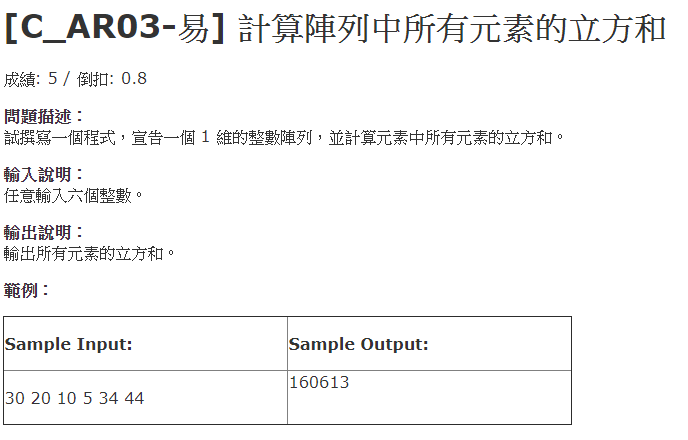 [C_AR03-易] 計算陣列中所有元素的立方和
成績: 5 / 倒扣: 0.8
問題描述：
試撰寫一個程式，宣告一個 1 維的整數陣列，並計算元素中所有元素的立方和。
輸入說明：
任意輸入六個整數。
輸出說明：
輸出所有元素的立方和。
範例：
Sample Input:
Sample Output:
30 20 10 5 34 44
160613